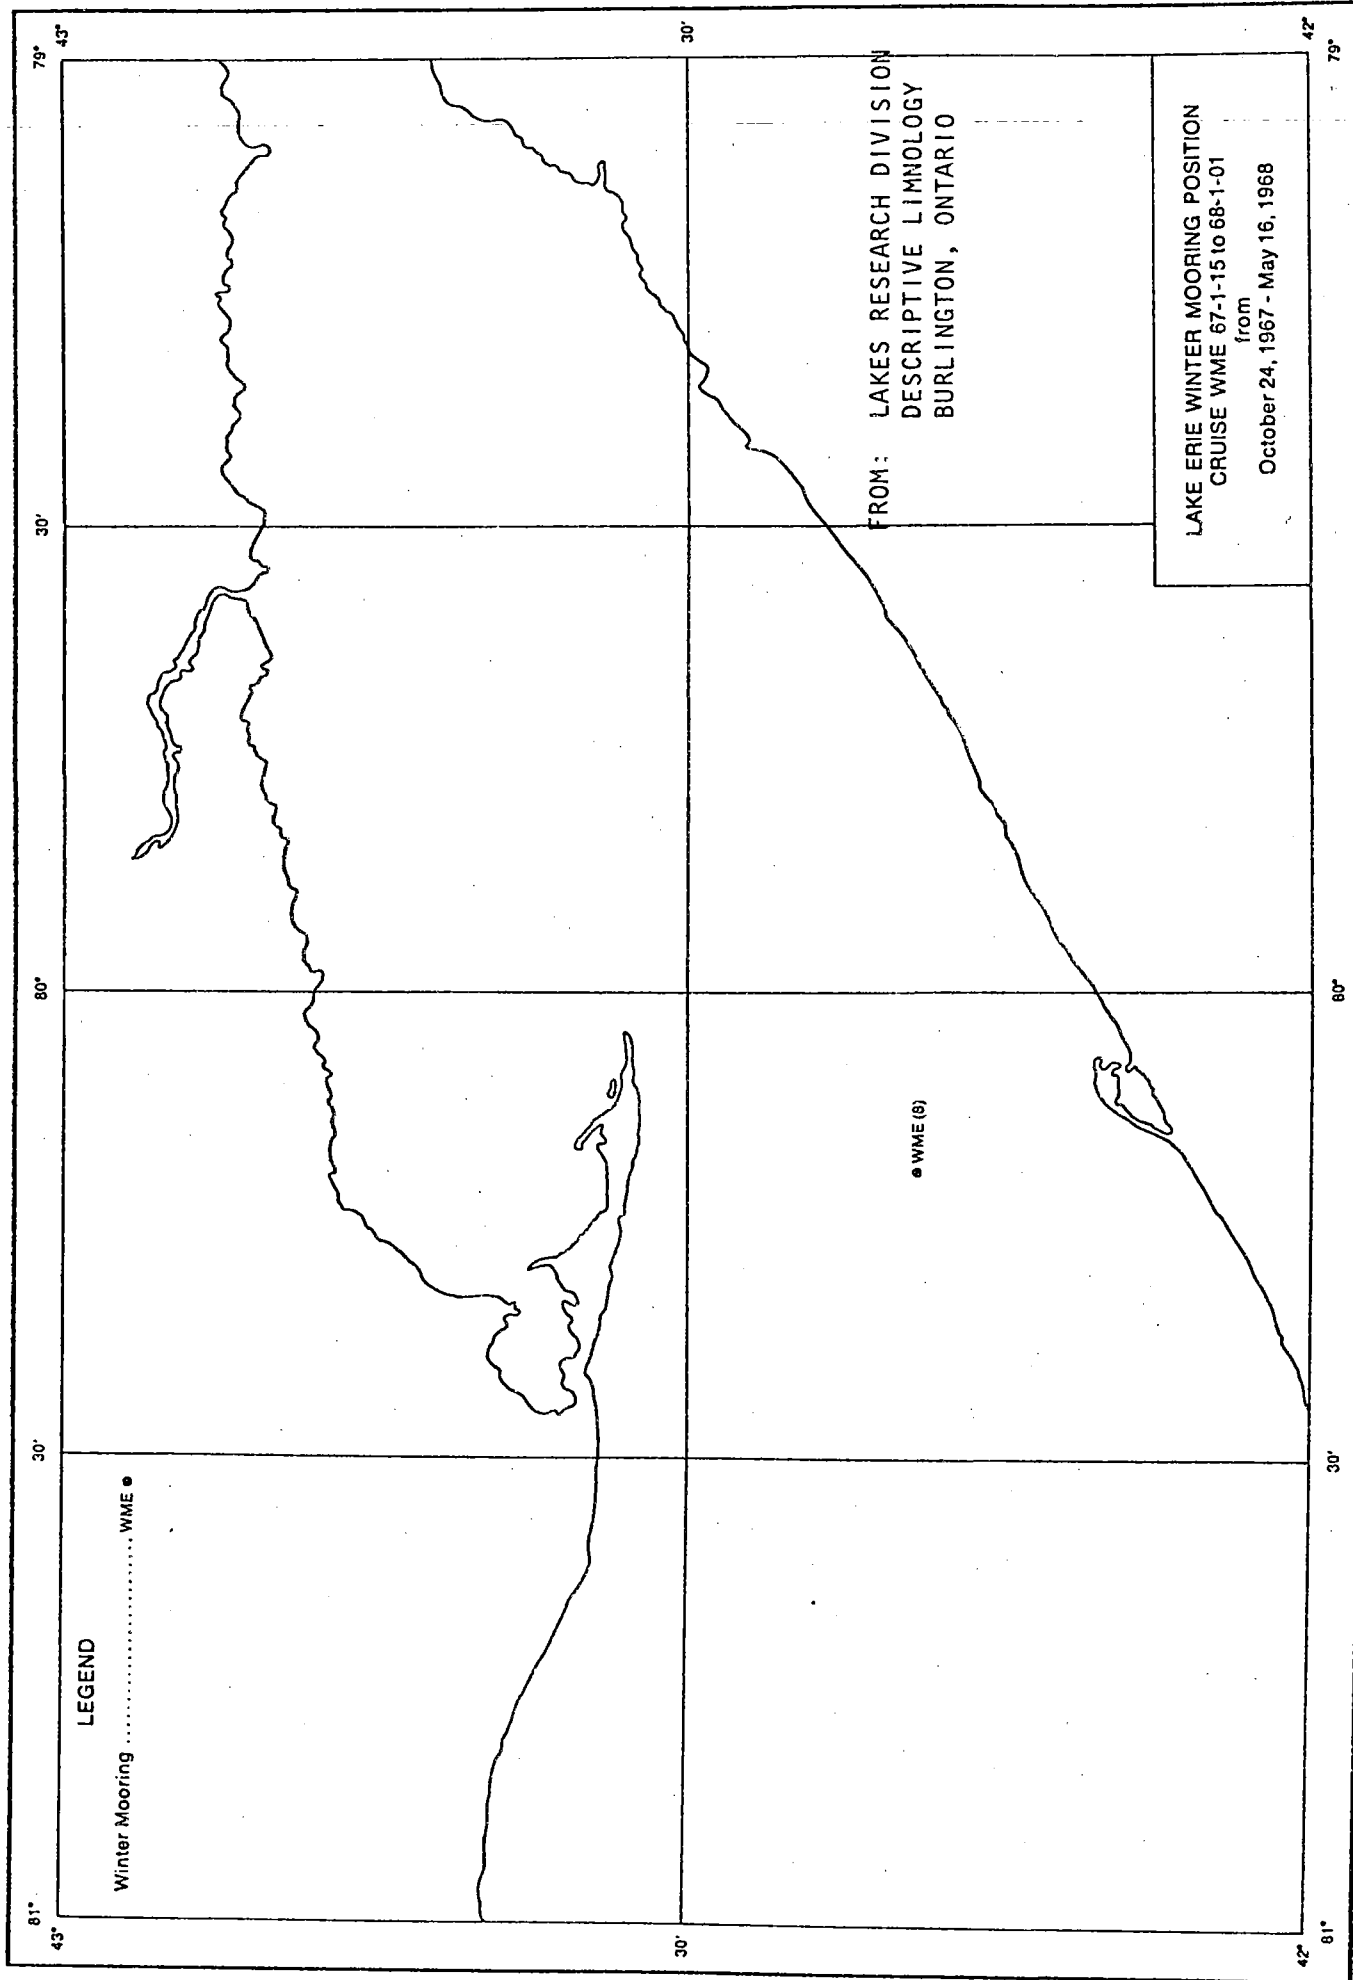 LEGEND
Winter Mooring ........................ WME
81°
30'
80°
30'
79°
43°
43°
30'
30'
WME (8)
FROM: LAKES RESEARCH DIVISION
DESCRIPTIVE LIMNOLOGY
BURLINGTON, ONTARIO
LAKE ERIE WINTER MOORING POSITION
CRUISE WME 67-1-15 to 68-1-01
from
October 24, 1967 - May 16, 1968
42°
42°
81°
30'
80°
79°